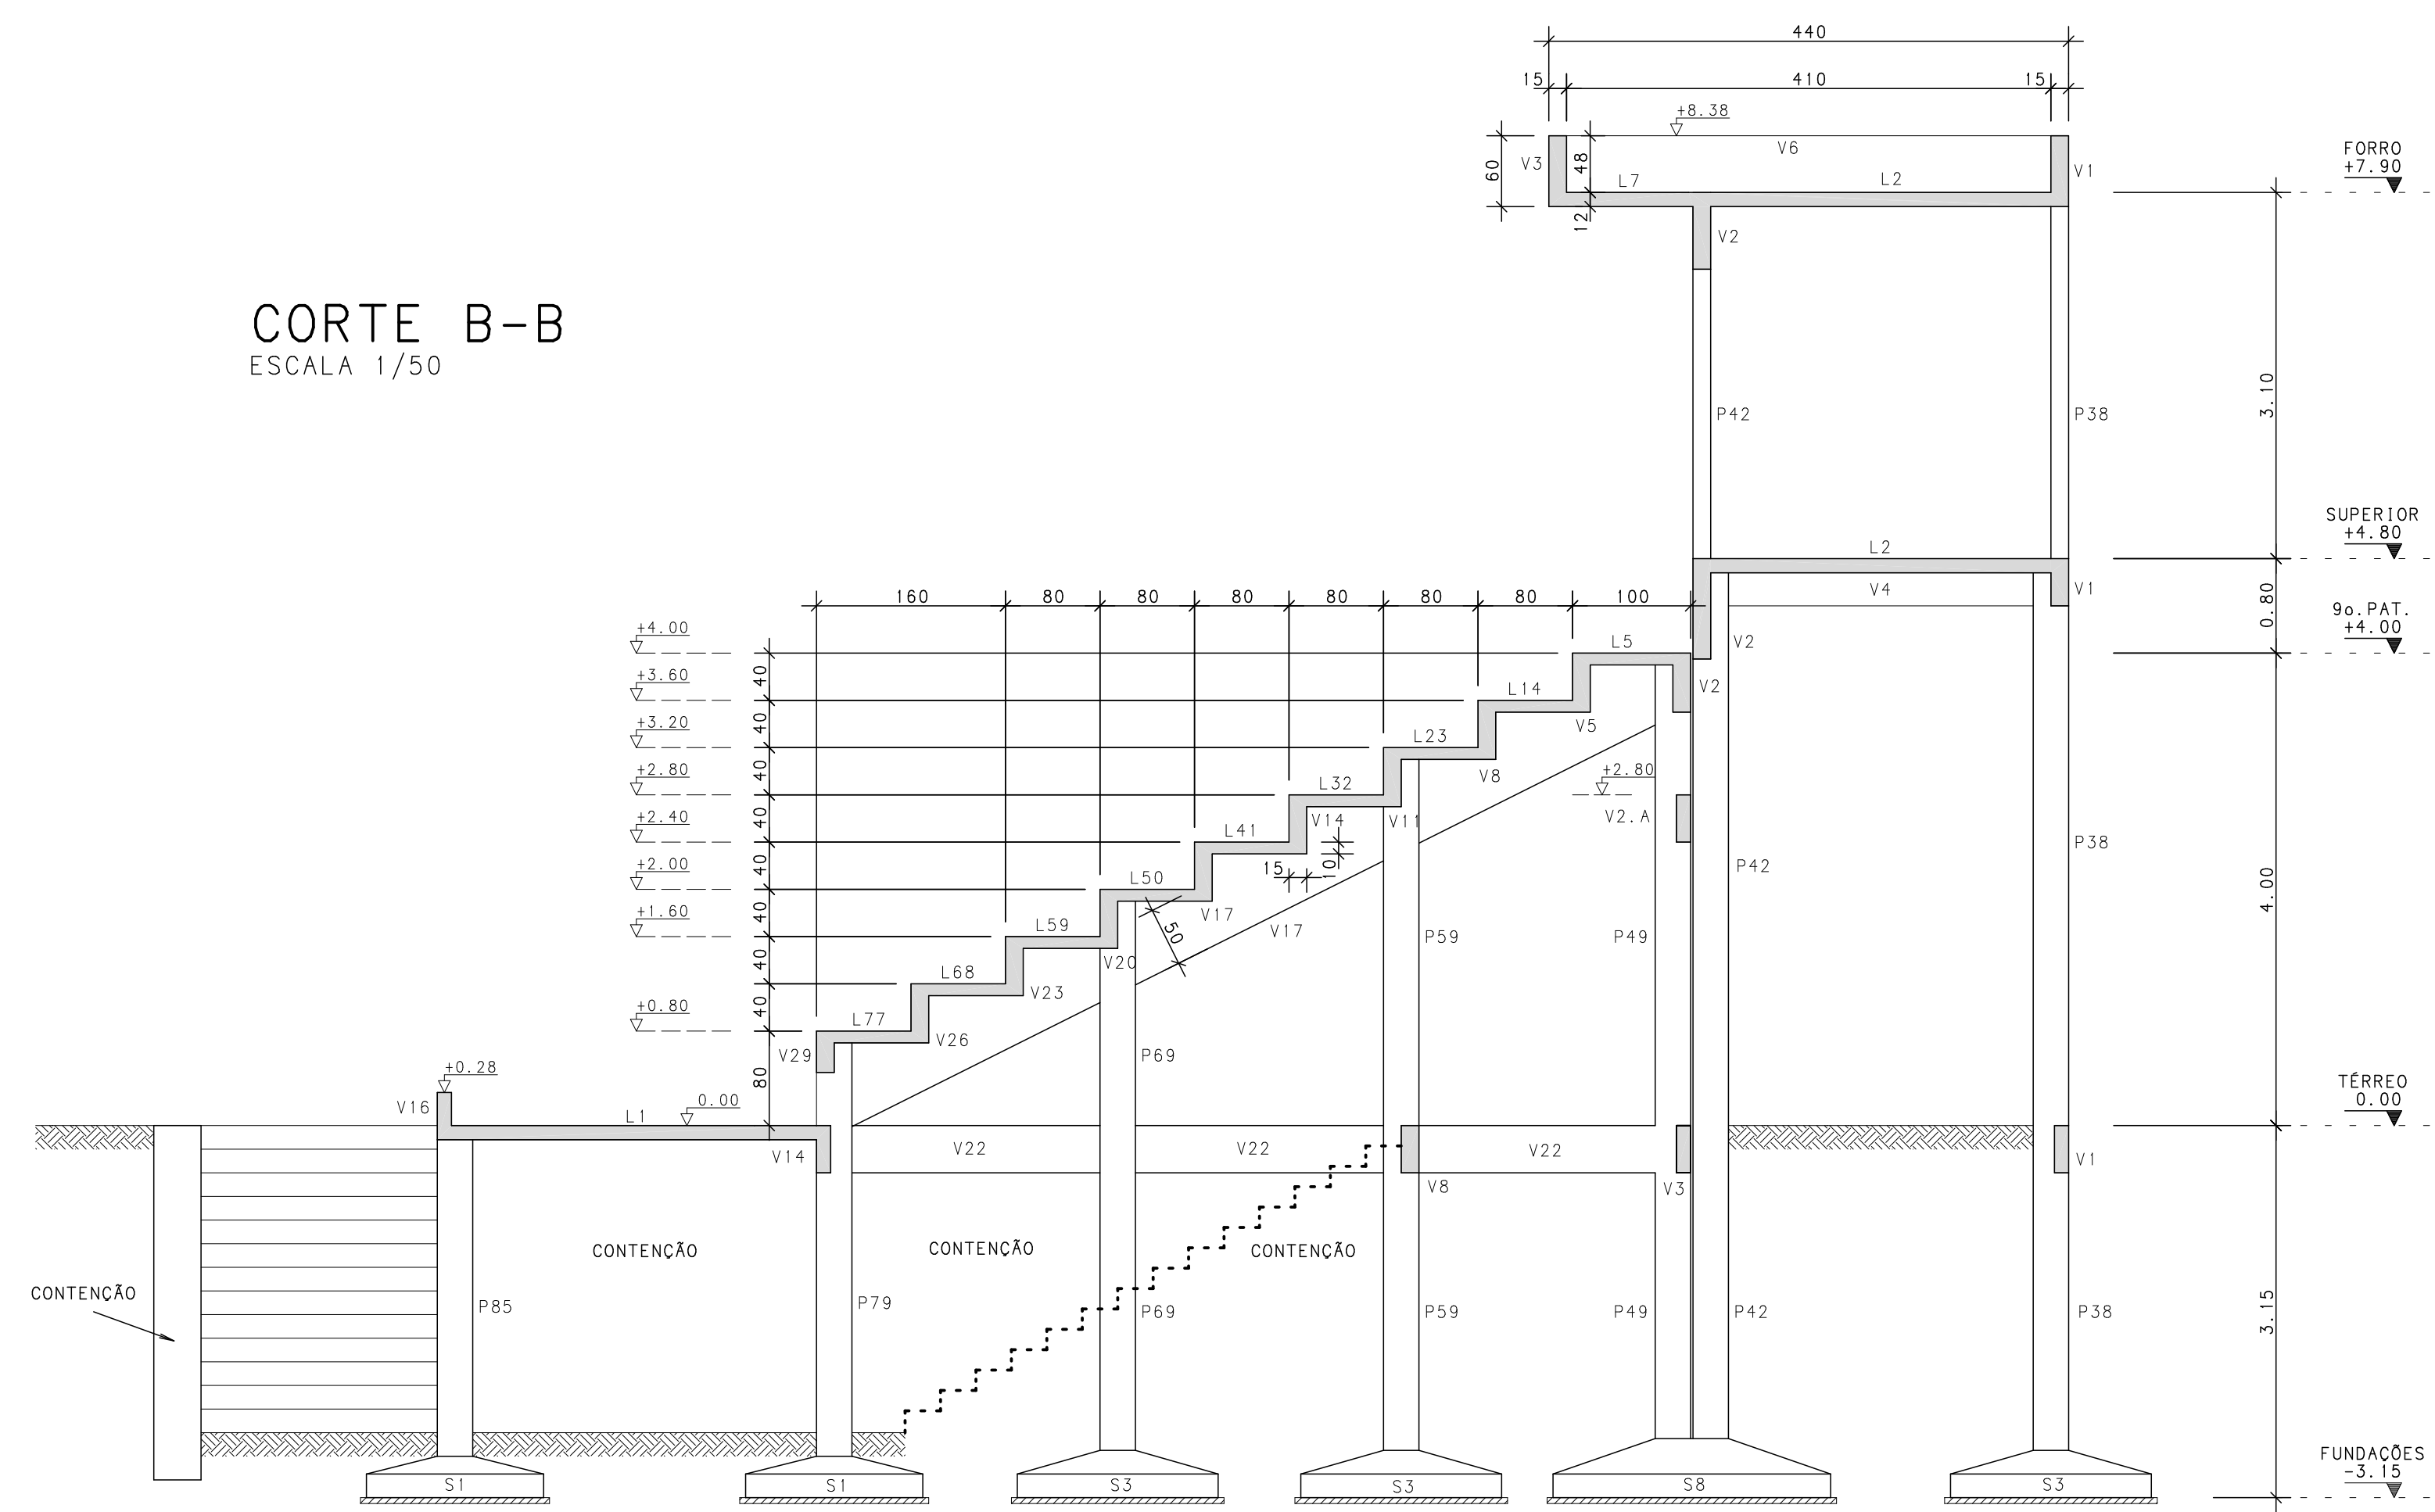 440
15
410
15
+8.38
V6
FORRO
+7.90
V3
60
48
V1
L7
L2
12
V2
CORTE B-B
ESCALA 1/50
3.10
P42
P38
SUPERIOR
+4.80
L2
V4
V1
0.80
9o.PAT.
+4.00
160
80
80
80
80
80
80
100
+4.00
L5
V2
40
+3.60
L14
V2
40
+3.20
L23
V5
40
+2.80
L32
V8
+2.80
40
+2.40
L41
V14
V11
V2.A
P38
40
+2.00
L50
15
10
P42
4.00
40
+1.60
L59
V17
V17
50
P59
P49
40
L68
V20
V23
40
+0.80
L77
V26
V29
P69
80
+0.28
TÉRREO
0.00
V16
L1
0.00
V14
V22
V22
V22
V8
V3
V1
CONTENÇÃO
CONTENÇÃO
CONTENÇÃO
CONTENÇÃO
P85
P79
P69
P59
P49
P42
P38
3.15
FUNDAÇÕES
-3.15
S1
S1
S3
S3
S8
S3